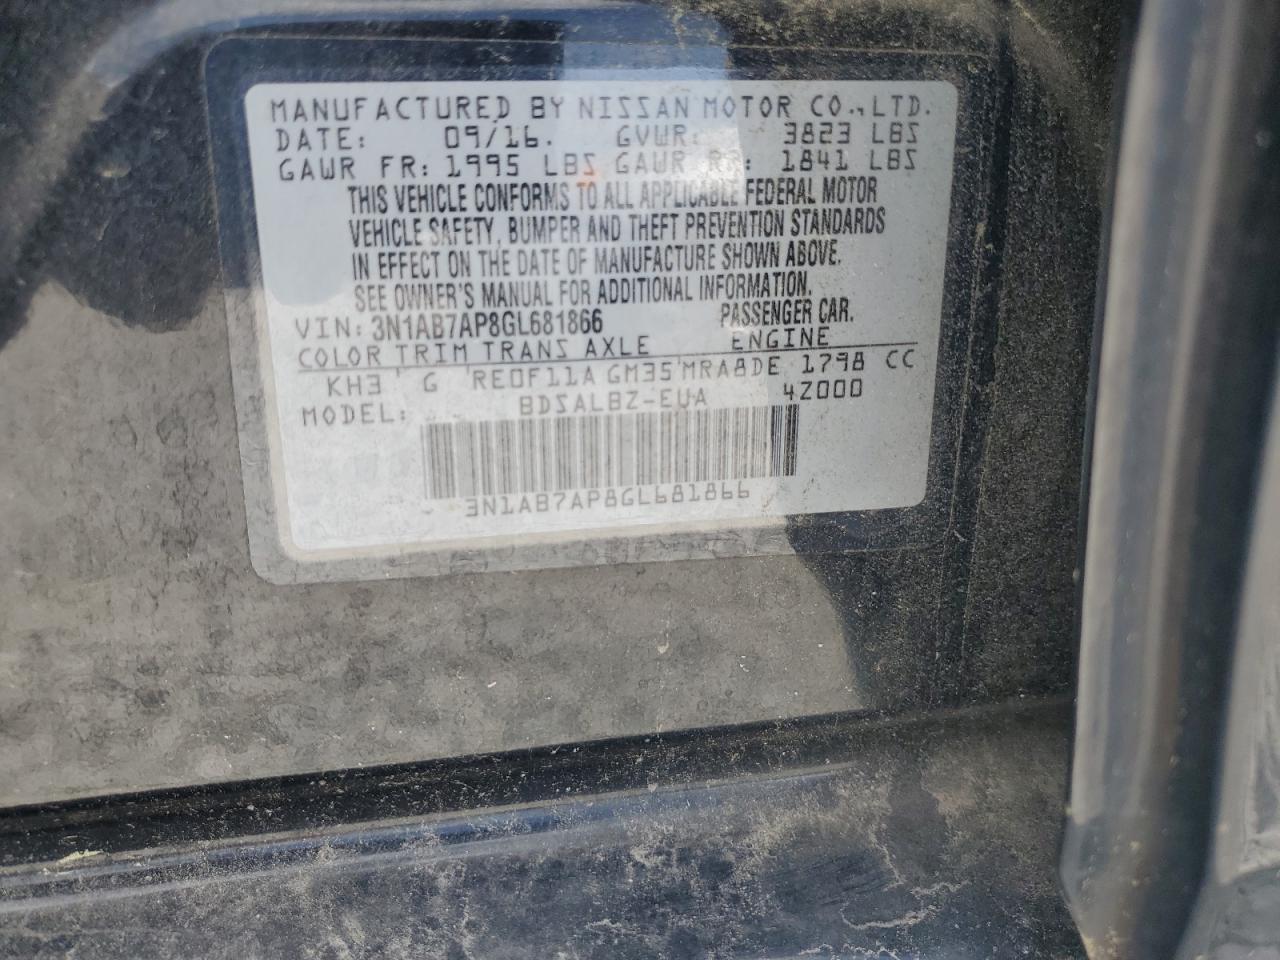 MANUFACTURED BY NISSAN MOTOR CO., LTD.
DATE: 09/16 GVWR: 3823 LBS
GAWR FR: 1995 LBS GAWR RR: 1841 LBS
THIS VEHICLE CONFORMS TO ALL APPLICABLE FEDERAL MOTOR
VEHICLE SAFETY, BUMPER AND THEFT PREVENTION STANDARDS
IN EFFECT ON THE DATE OF MANUFACTURE SHOWN ABOVE.
SEE OWNER'S MANUAL FOR ADDITIONAL INFORMATION.
VIN: 3N1AB7AP8GL681866 PASSENGER CAR.
COLOR TRIM TRANS AXLE ENGINE
KH3 G RE0F11A GM35 MRA8DE 1798 CC
MODEL: BDSALBZ-EUA 4Z000
3N1AB7AP8GL681866